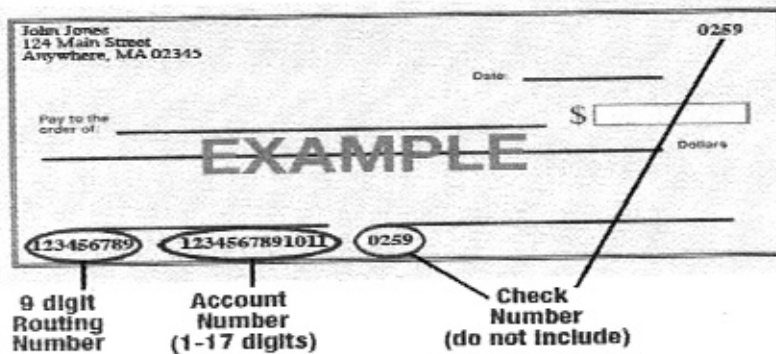 John Jones
0259
124 Main Street
Anywhere, MA 02345
Date:
Pay to the
order of:
$
EXAMPLE
Dollars
123456789 1234567891011 0259
9 digit
Routing
Number
Account
Number
(1-17 digits)
Check
Number
(do not include)